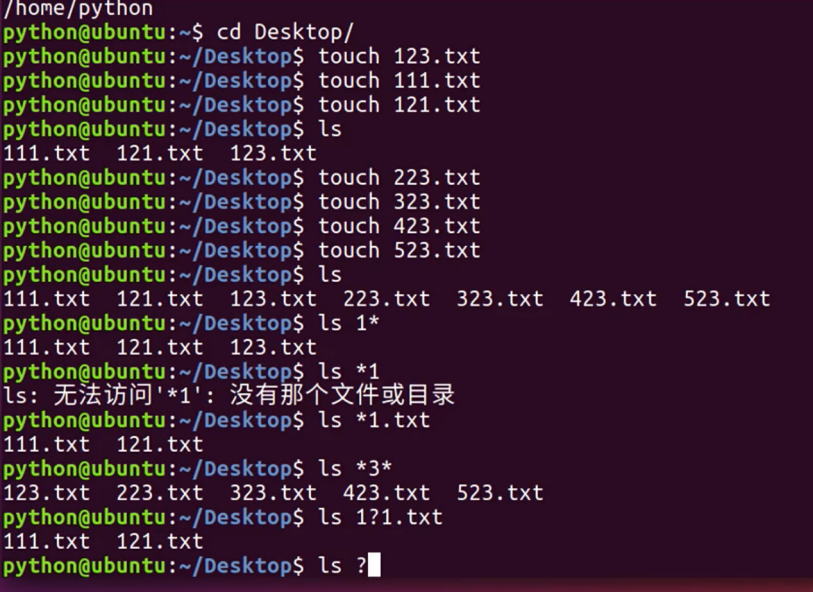 /home/python
python@ubuntu:~$ cd Desktop/
python@ubuntu:~/Desktop$ touch 123.txt
python@ubuntu:~/Desktop$ touch 111.txt
python@ubuntu:~/Desktop$ touch 121.txt
python@ubuntu:~/Desktop$ ls
111.txt  121.txt  123.txt
python@ubuntu:~/Desktop$ touch 223.txt
python@ubuntu:~/Desktop$ touch 323.txt
python@ubuntu:~/Desktop$ touch 423.txt
python@ubuntu:~/Desktop$ touch 523.txt
python@ubuntu:~/Desktop$ ls
111.txt  121.txt  123.txt  223.txt  323.txt  423.txt  523.txt
python@ubuntu:~/Desktop$ ls 1*
111.txt  121.txt  123.txt
python@ubuntu:~/Desktop$ ls *1
ls: 无法访问'*1': 没有那个文件或目录
python@ubuntu:~/Desktop$ ls *1.txt
111.txt  121.txt
python@ubuntu:~/Desktop$ ls *3*
123.txt  223.txt  323.txt  423.txt  523.txt
python@ubuntu:~/Desktop$ ls 1?1.txt
111.txt  121.txt
python@ubuntu:~/Desktop$ ls ?